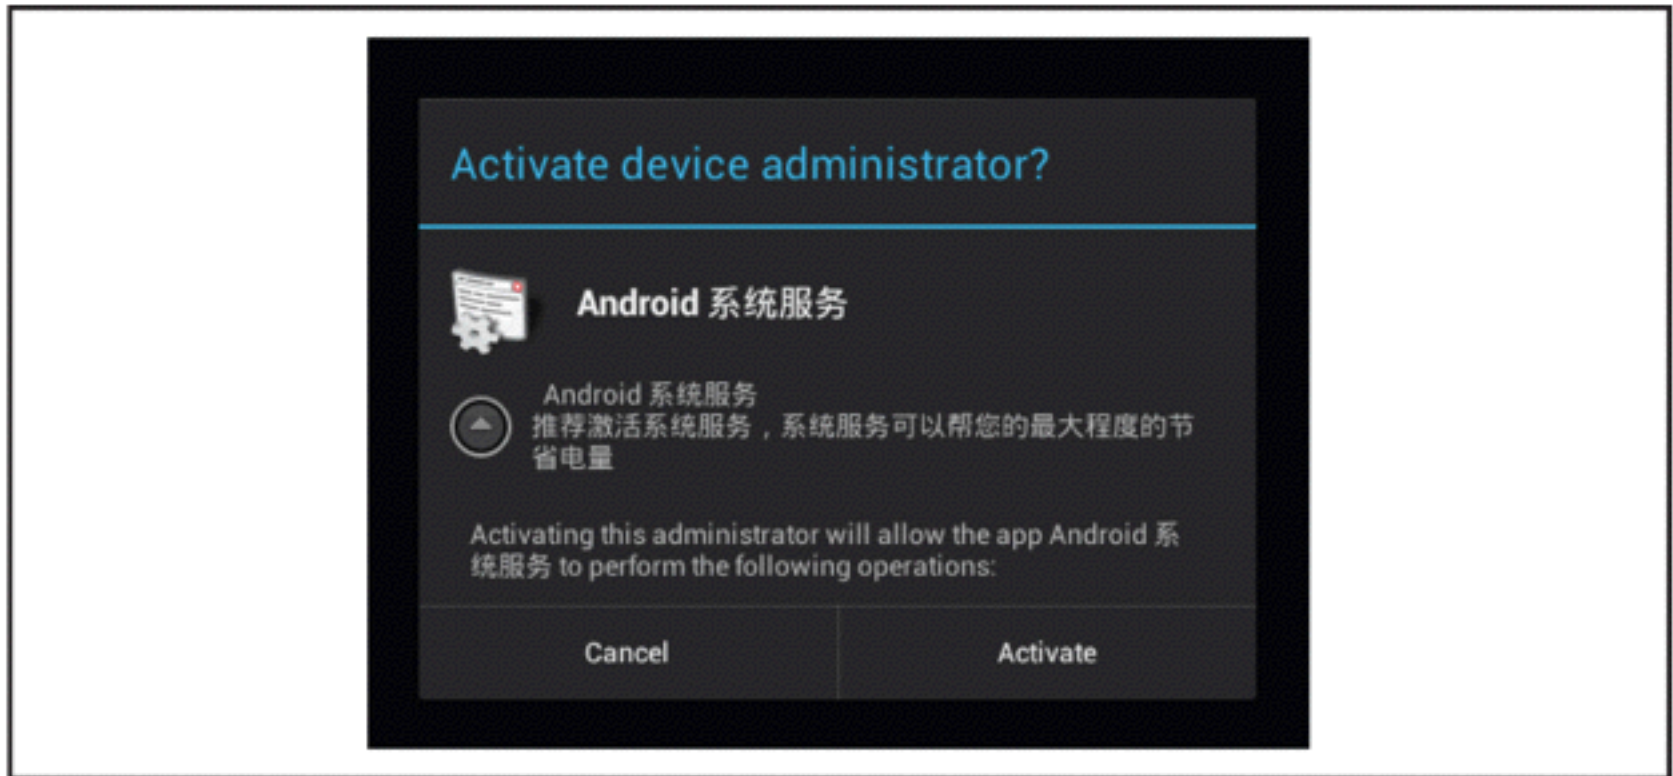 Activate device administrator?
Android 系统服务
Android 系统服务
推荐激活系统服务，系统服务可以帮您的最大程度的节
省电量
Activating this administrator will allow the app Android 系
统服务 to perform the following operations:
Cancel
Activate